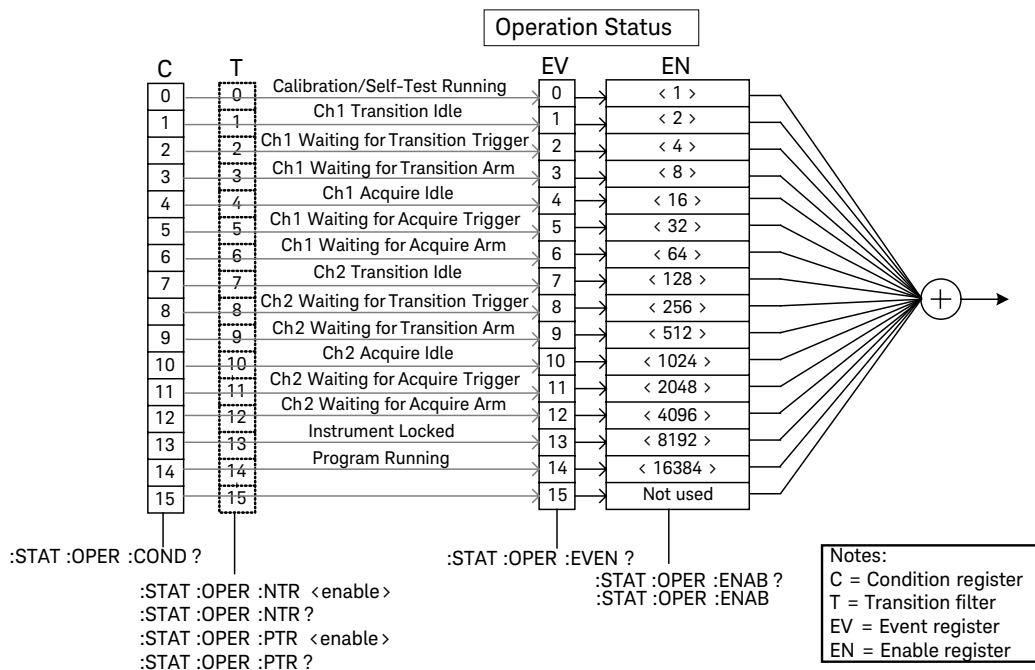 Operation Status
C T EV EN
0 0 Calibration/Self-Test Running 0 < 1 >
1 1 Ch1 Transition Idle 1 < 2 >
2 2 Ch1 Waiting for Transition Trigger 2 < 4 >
3 3 Ch1 Waiting for Transition Arm 3 < 8 >
4 4 Ch1 Acquire Idle 4 < 16 >
5 5 Ch1 Waiting for Acquire Trigger 5 < 32 >
6 6 Ch1 Waiting for Acquire Arm 6 < 64 >
7 7 Ch2 Transition Idle 7 < 128 >
8 8 Ch2 Waiting for Transition Trigger 8 < 256 >
9 9 Ch2 Waiting for Transition Arm 9 < 512 >
10 10 Ch2 Acquire Idle 10 < 1024 >
11 11 Ch2 Waiting for Acquire Trigger 11 < 2048 >
12 12 Ch2 Waiting for Acquire Arm 12 < 4096 >
13 13 Instrument Locked 13 < 8192 >
14 14 Program Running 14 < 16384 >
15 15 15 Not used
+
:STAT :OPER :COND ?
:STAT :OPER :NTR <enable>
:STAT :OPER :NTR ?
:STAT :OPER :PTR <enable>
:STAT :OPER :PTR ?
:STAT :OPER :EVEN ?
:STAT :OPER :ENAB ?
:STAT :OPER :ENAB
Notes:
C = Condition register
T = Transition filter
EV = Event register
EN = Enable register